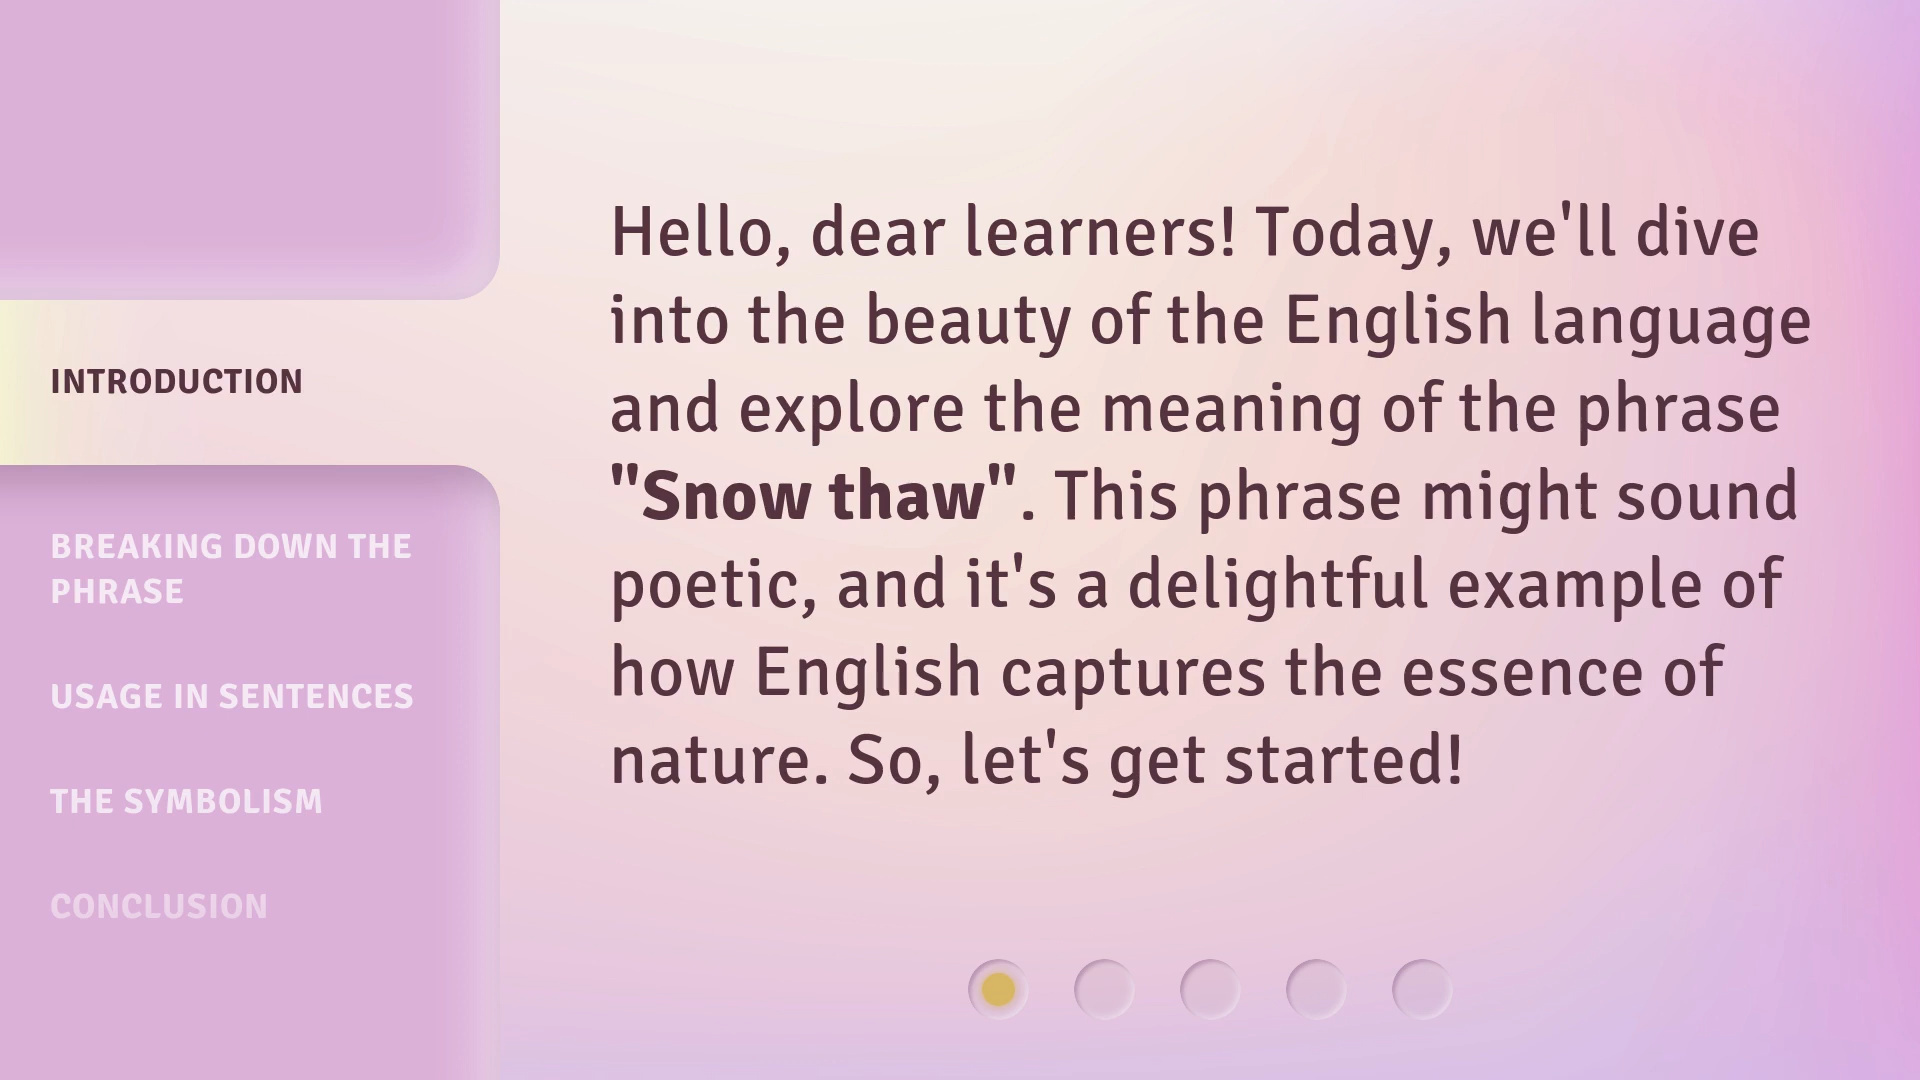 INTRODUCTION
BREAKING DOWN THE
PHRASE
USAGE IN SENTENCES
THE SYMBOLISM
CONCLUSION
Hello, dear learners! Today, we'll dive
into the beauty of the English language
and explore the meaning of the phrase
"Snow thaw". This phrase might sound
poetic, and it's a delightful example of
how English captures the essence of
nature. So, let's get started!